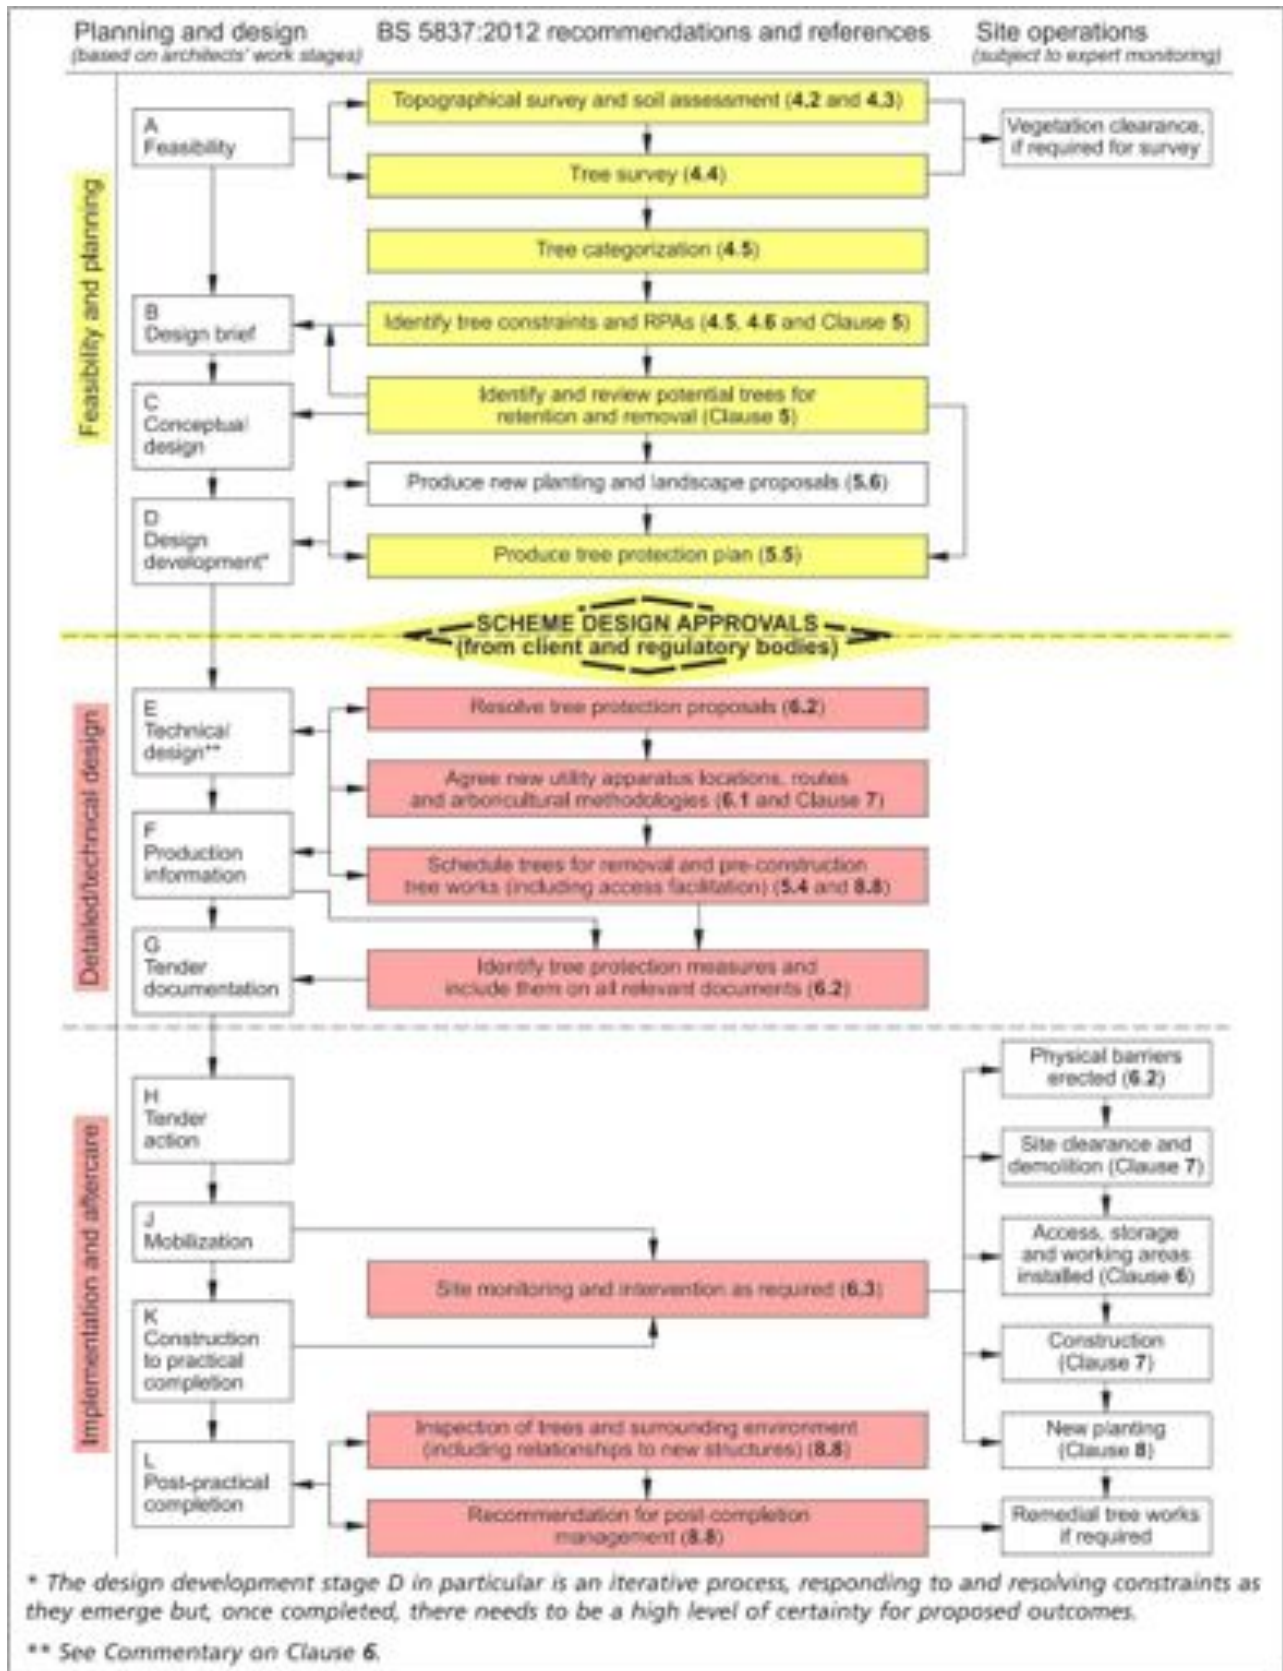 Planning and design
(based on architects' work stages)
BS 5837:2012 recommendations and references
Site operations
(subject to expert monitoring)
Feasibility and planning
A
Feasibility
Topographical survey and soil assessment (4.2 and 4.3)
Vegetation clearance,
if required for survey
Tree survey (4.4)
Tree categorization (4.5)
B
Design brief
Identify tree constraints and RPAs (4.5, 4.6 and Clause 5)
C
Conceptual
design
Identify and review potential trees for
retention and removal (Clause 5)
Produce new planting and landscape proposals (5.6)
D
Design
development*
Produce tree protection plan (5.5)
SCHEME DESIGN APPROVALS
(from client and regulatory bodies)
Detailed/technical design
E
Technical
design**
Resolve tree protection proposals (6.2)
Agree new utility apparatus locations, routes
and arboricultural methodologies (6.1 and Clause 7)
F
Production
information
Schedule trees for removal and pre-construction
tree works (including access facilitation) (5.4 and 8.8)
G
Tender
documentation
Identify tree protection measures and
include them on all relevant documents (6.2)
Implementation and aftercare
H
Tender
action
Physical barriers
erected (6.2)
Site clearance and
demolition (Clause 7)
J
Mobilization
Access, storage
and working areas
installed (Clause 6)
Site monitoring and intervention as required (6.3)
K
Construction
to practical
completion
Construction
(Clause 7)
Inspection of trees and surrounding environment
(including relationships to new structures) (8.8)
New planting
(Clause 8)
L
Post-practical
completion
Recommendation for post-completion
management (8.8)
Remedial tree works
if required
* The design development stage D in particular is an iterative process, responding to and resolving constraints as
they emerge but, once completed, there needs to be a high level of certainty for proposed outcomes.
** See Commentary on Clause 6.